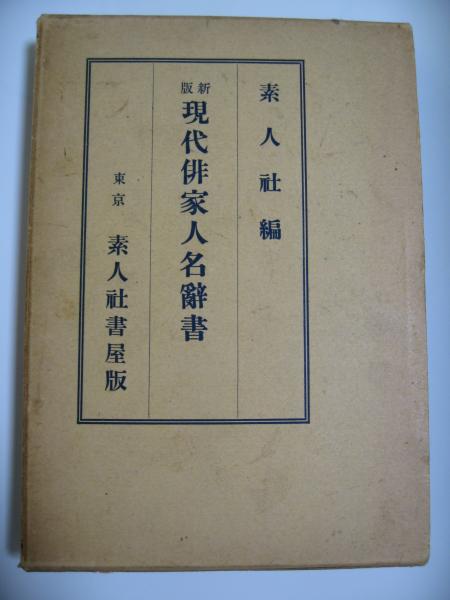 素人社編
新版
現代俳家人名辭書
東京
素人社書屋版